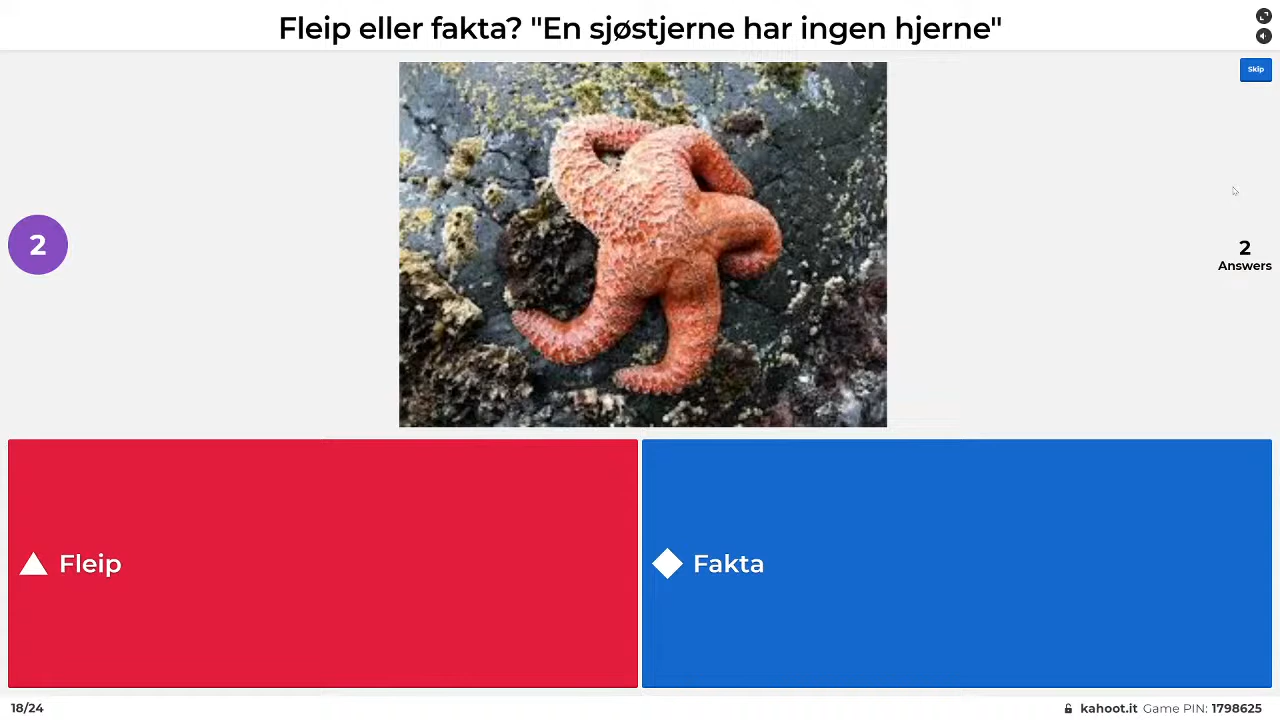 Fleip eller fakta? "En sjøstjerne har ingen hjerne"
Skip
2
2
Answers
Fleip
Fakta
18/24
kahoot.it Game PIN: 1798625